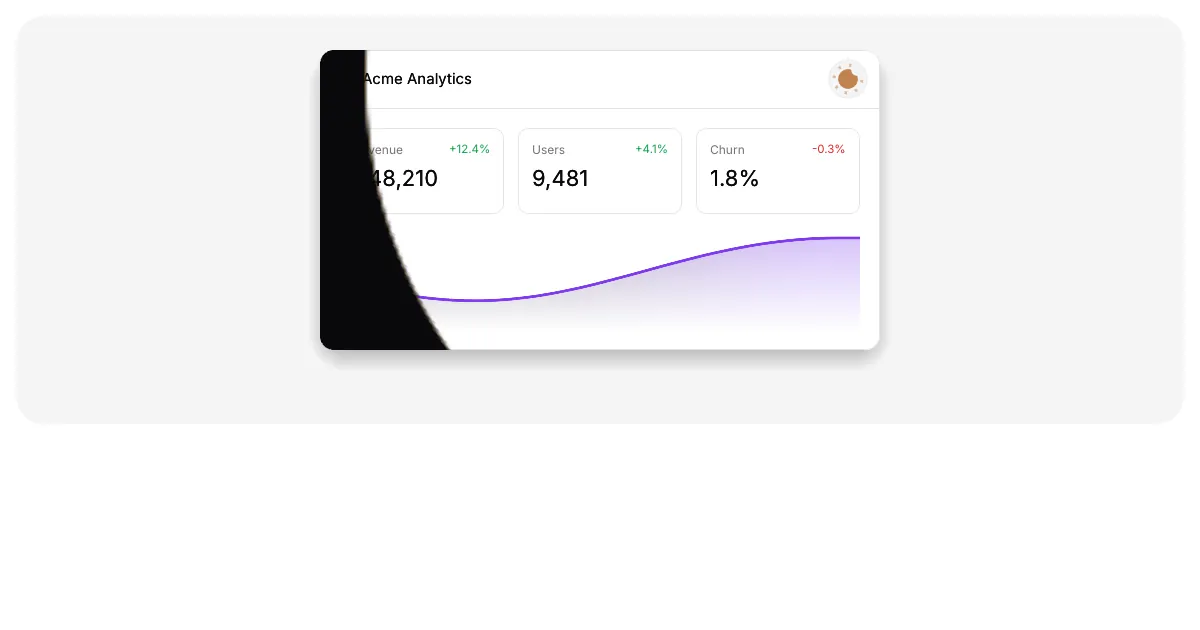 Acme Analytics
venue +12.4% Users +4.1% Churn -0.3%
48,210 9,481 1.8%